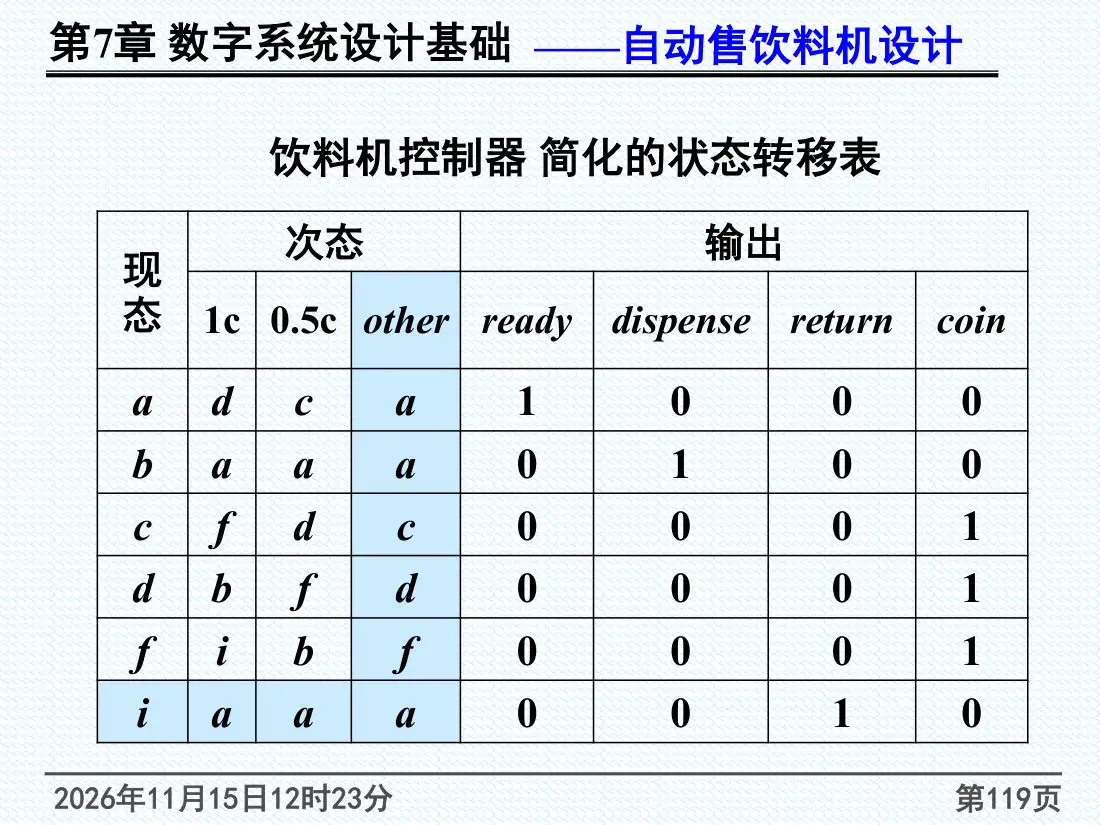 第7章 数字系统设计基础 ——自动售饮料机设计
饮料机控制器 简化的状态转移表
现态 次态 输出
1c 0.5c other ready dispense return coin
a d c a 1 0 0 0
b a a a 0 1 0 0
c f d c 0 0 0 1
d b f d 0 0 0 1
f i b f 0 0 0 1
i a a a 0 0 1 0
2026年11月15日12时23分 第119页